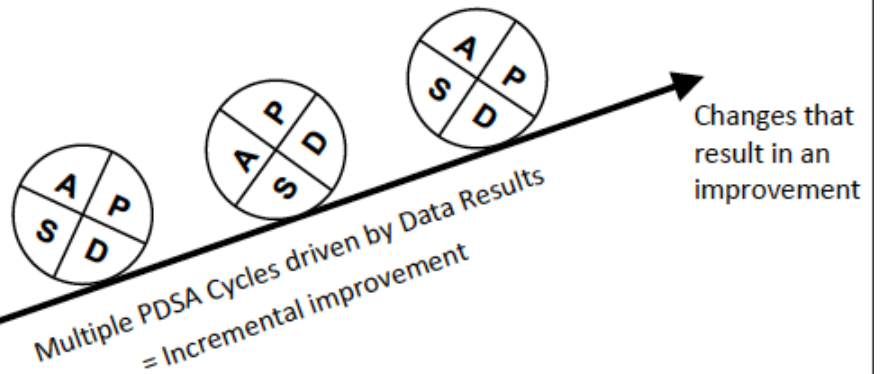 A P
S D
P
A D
S
A P
S D
Changes that
result in an
improvement
Multiple PDSA Cycles driven by Data Results
= Incremental improvement